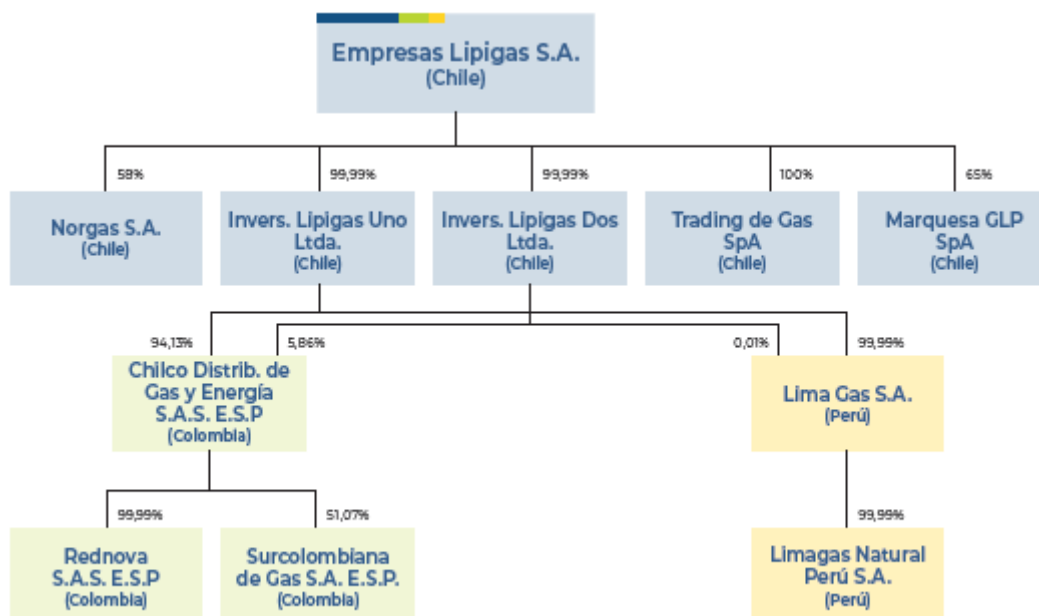 Empresas Lipigas S.A.
(Chile)
58%
99,99%
99,99%
100%
65%
Norgas S.A.
(Chile)
Invers. Lipigas Uno
Ltda.
(Chile)
Invers. Lipigas Dos
Ltda.
(Chile)
Trading de Gas
SpA
(Chile)
Marquesa GLP
SpA
(Chile)
94,13%
5,86%
0,01%
99,99%
Chilco Distrib. de
Gas y Energía
S.A.S. E.S.P
(Colombia)
Lima Gas S.A.
(Perú)
99,99%
51,07%
99,99%
Rednova
S.A.S. E.S.P
(Colombia)
Surcolombiana
de Gas S.A. E.S.P.
(Colombia)
Limagas Natural
Perú S.A.
(Perú)